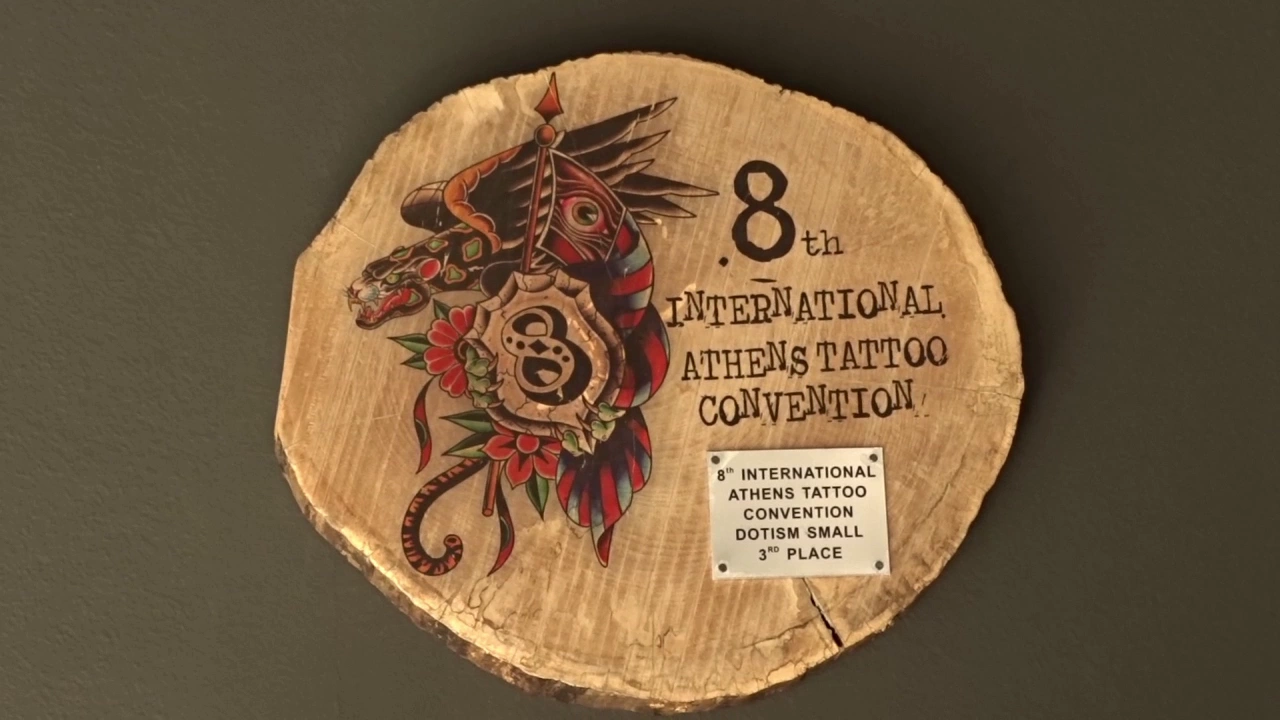 8
8th
INTERNATIONAL
ATHENS TATTOO
CONVENTION
8th INTERNATIONAL
ATHENS TATTOO
CONVENTION
DOTISM SMALL
3RD PLACE